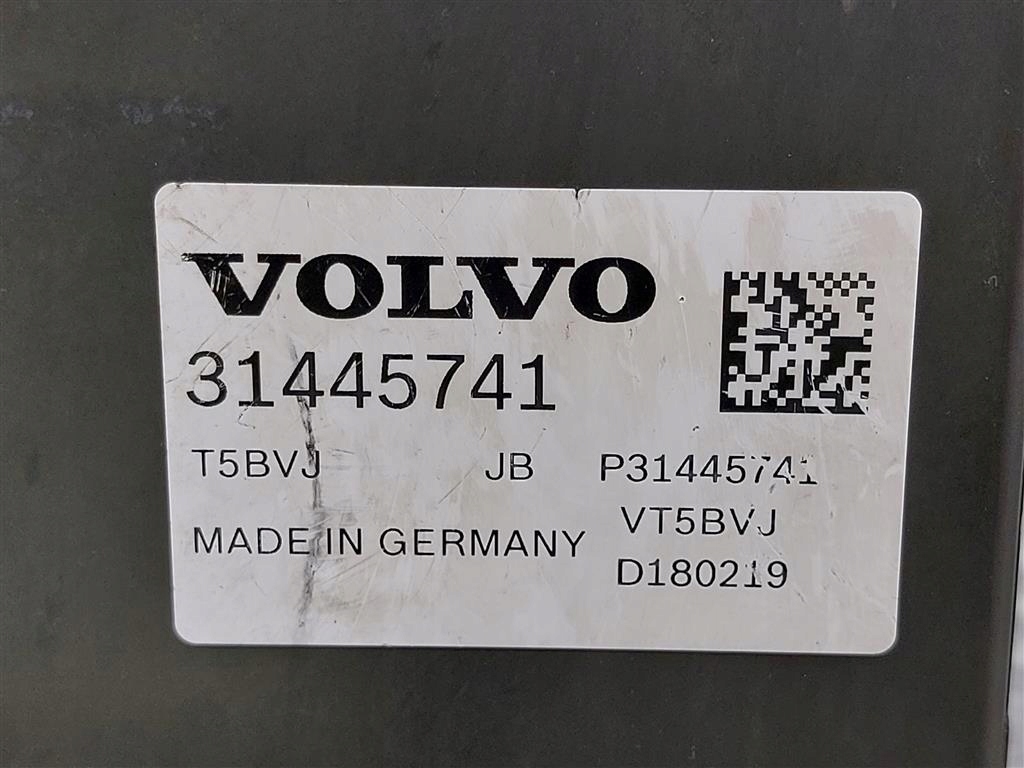 VOLVO
31445741
T5BVJ JB P31445741
VT5BVJ
MADE IN GERMANY
D180219